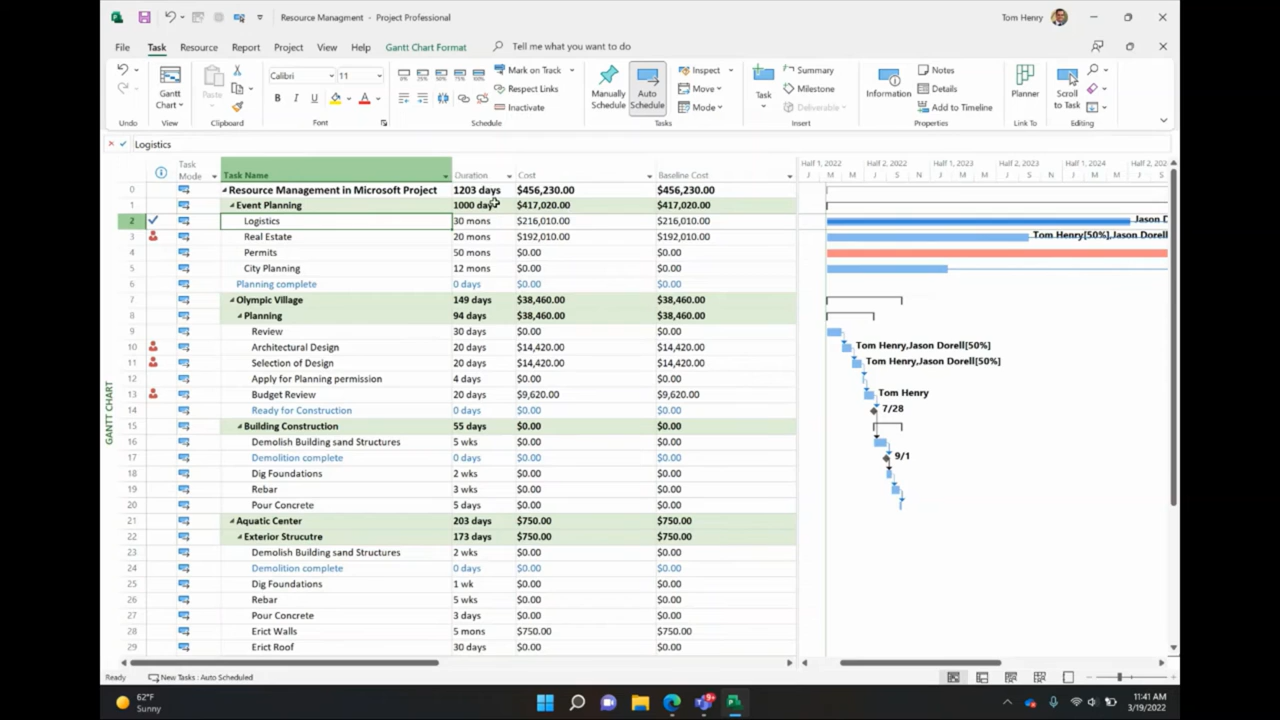 Resource Managment - Project Professional
Tom Henry
File Task Resource Report Project View Help Gantt Chart Format Tell me what you want to do
Calibri 11
Mark on Track
Respect Links
Inactivate
Manually Schedule
Auto Schedule
Inspect
Move
Mode
Task
Summary
Milestone
Deliverable
Information
Notes
Details
Add to Timeline
Planner
Scroll to Task
Gantt Chart
Paste
B I U A
Undo View Clipboard Font Schedule Tasks Insert Properties Link To Editing
Logistics
Task Mode Task Name Duration Cost Baseline Cost
Half 1, 2022 Half 2, 2022 Half 1, 2023 Half 2, 2023 Half 1, 2024 Half 2, 202
J M M J S N J M M J S N J M M J S
0 Resource Management in Microsoft Project 1203 days $456,230.00 $456,230.00
1 Event Planning 1000 days $417,020.00 $417,020.00
2 Logistics 30 mons $216,010.00 $216,010.00 Jason D
3 Real Estate 20 mons $192,010.00 $192,010.00 Tom Henry[50%],Jason Dorell
4 Permits 50 mons $0.00 $0.00
5 City Planning 12 mons $0.00 $0.00
6 Planning complete 0 days $0.00 $0.00
7 Olympic Village 149 days $38,460.00 $38,460.00
8 Planning 94 days $38,460.00 $38,460.00
9 Review 30 days $0.00 $0.00
10 Architectural Design 20 days $14,420.00 $14,420.00 Tom Henry,Jason Dorell[50%]
11 Selection of Design 20 days $14,420.00 $14,420.00 Tom Henry,Jason Dorell[50%]
12 Apply for Planning permission 4 days $0.00 $0.00
13 Budget Review 20 days $9,620.00 $9,620.00 Tom Henry
14 Ready for Construction 0 days $0.00 $0.00 7/28
15 Building Construction 55 days $0.00 $0.00
16 Demolish Building sand Structures 5 wks $0.00 $0.00
17 Demolition complete 0 days $0.00 $0.00 9/1
18 Dig Foundations 2 wks $0.00 $0.00
19 Rebar 3 wks $0.00 $0.00
20 Pour Concrete 5 days $0.00 $0.00
21 Aquatic Center 203 days $750.00 $750.00
22 Exterior Strucutre 173 days $750.00 $750.00
23 Demolish Building sand Structures 2 wks $0.00 $0.00
24 Demolition complete 0 days $0.00 $0.00
25 Dig Foundations 1 wk $0.00 $0.00
26 Rebar 5 wks $0.00 $0.00
27 Pour Concrete 3 days $0.00 $0.00
28 Erict Walls 5 mons $750.00 $750.00
29 Erict Roof 30 days $0.00 $0.00
GANTT CHART
Ready New Tasks : Auto Scheduled
62°F
Sunny
11:41 AM
3/19/2022